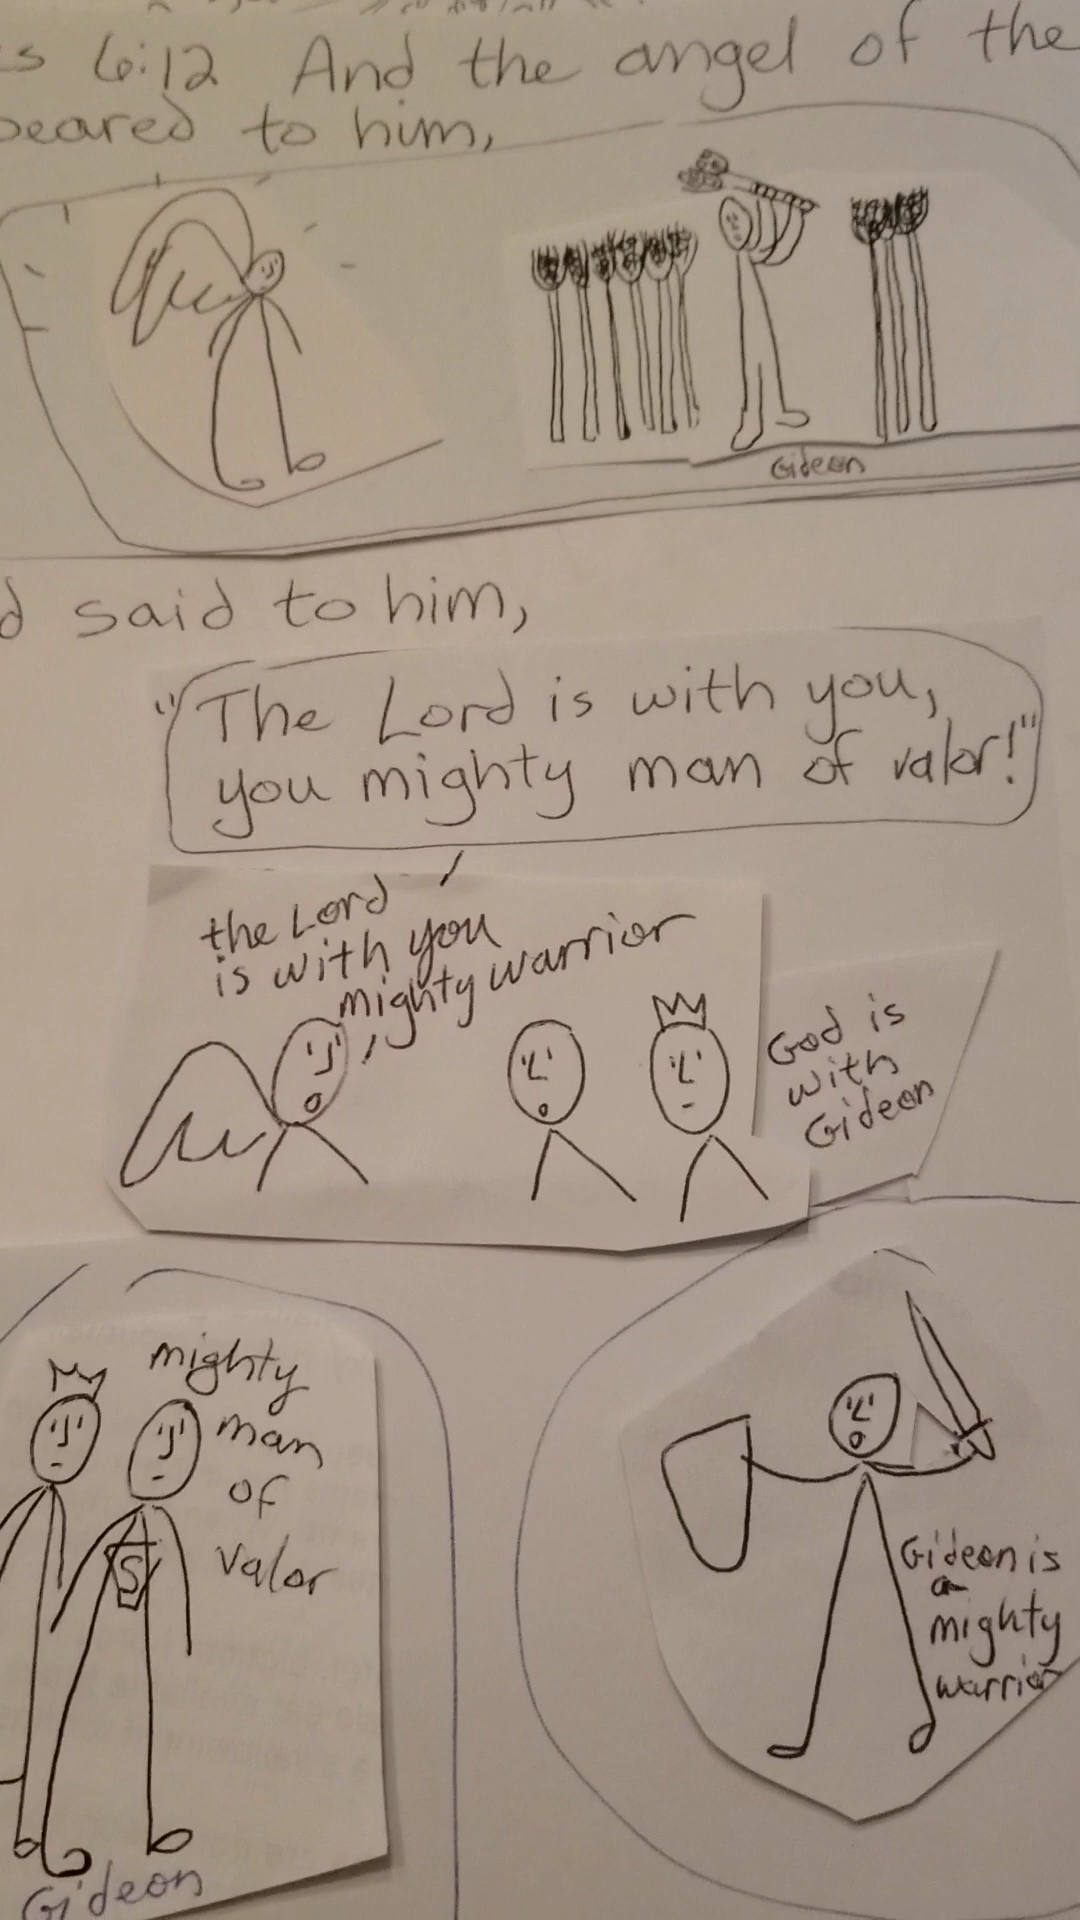 s 6:12 And the angel of the
peared to him,
Gideon
d said to him,
"The Lord is with you,
you mighty man of valor!"
the Lord
is with you
mighty warrior
God is
with
Gideon
mighty
man
of
valor
S
Gideon
Gideon is
a
mighty
warrior